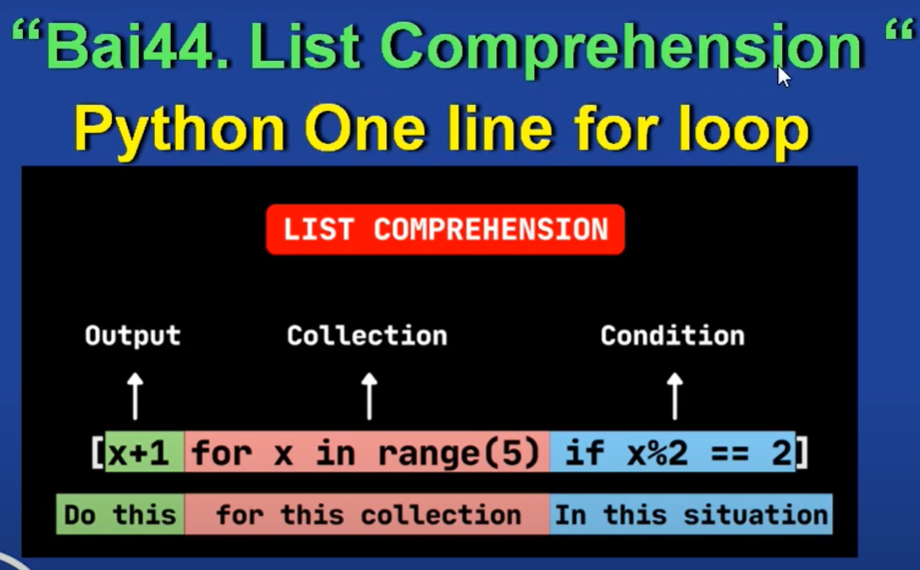 “Bai44. List Comprehension “
Python One line for loop
LIST COMPREHENSION
Output Collection Condition
[x+1 for x in range(5) if x%2 == 2]
Do this for this collection In this situation